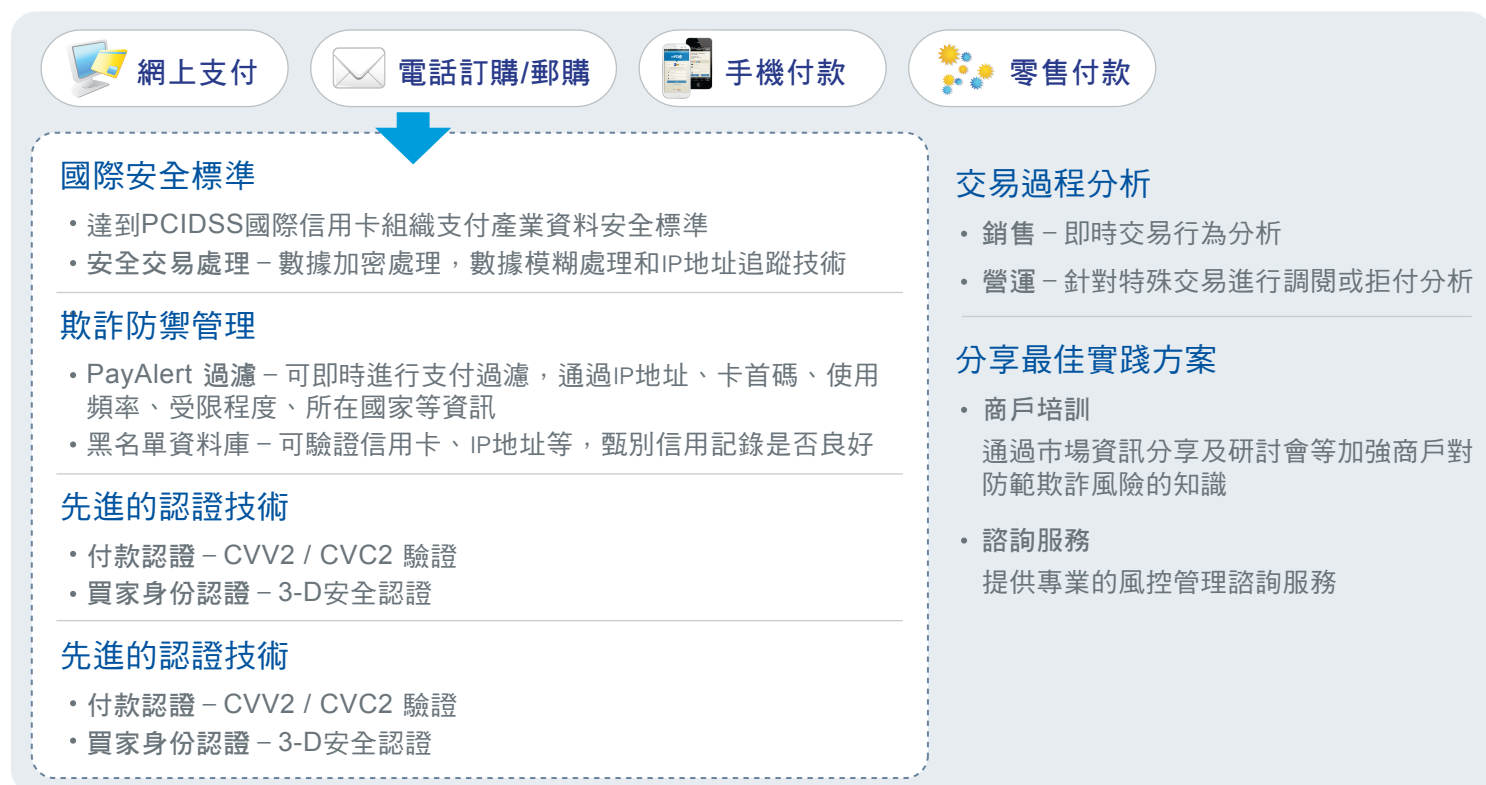 網上支付
電話訂購/郵購
手機付款
零售付款
國際安全標準
•達到PCIDSS國際信用卡組織支付產業資料安全標準
•安全交易處理–數據加密處理，數據模糊處理和IP地址追蹤技術
欺詐防禦管理
•PayAlert 過濾–可即時進行支付過濾，通過IP地址、卡首碼、使用
頻率、受限程度、所在國家等資訊
•黑名單資料庫–可驗證信用卡、IP地址等，甄別信用記錄是否良好
先進的認證技術
•付款認證–CVV2 / CVC2 驗證
•買家身份認證–3-D安全認證
先進的認證技術
•付款認證–CVV2 / CVC2 驗證
•買家身份認證–3-D安全認證
交易過程分析
•銷售–即時交易行為分析
•營運–針對特殊交易進行調閱或拒付分析
分享最佳實踐方案
•商戶培訓
通過市場資訊分享及研討會等加強商戶對
防範欺詐風險的知識
•諮詢服務
提供專業的風控管理諮詢服務